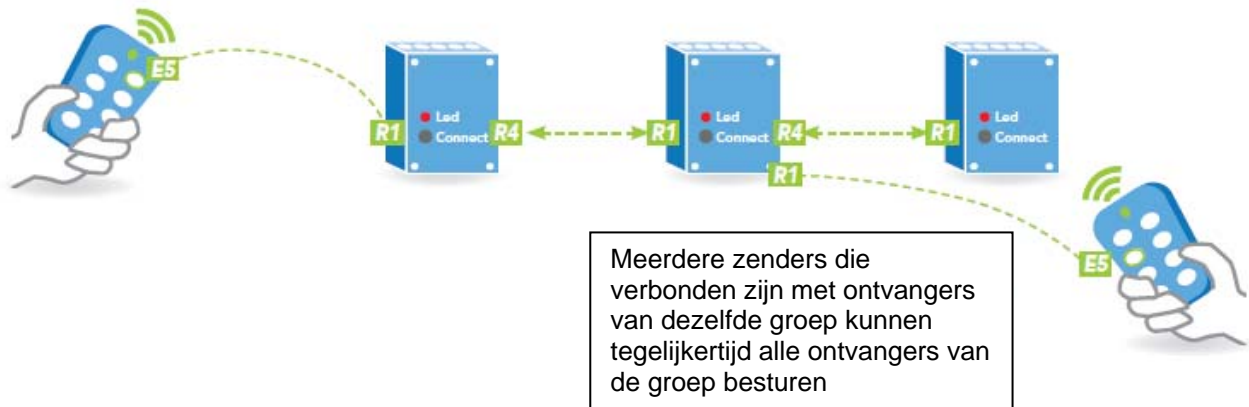 E5
R1
Led
Connect
R4
R1
Led
Connect
R4
R1
Led
Connect
R1
E5
Meerdere zenders die
verbonden zijn met ontvangers
van dezelfde groep kunnen
tegelijkertijd alle ontvangers van
de groep besturen